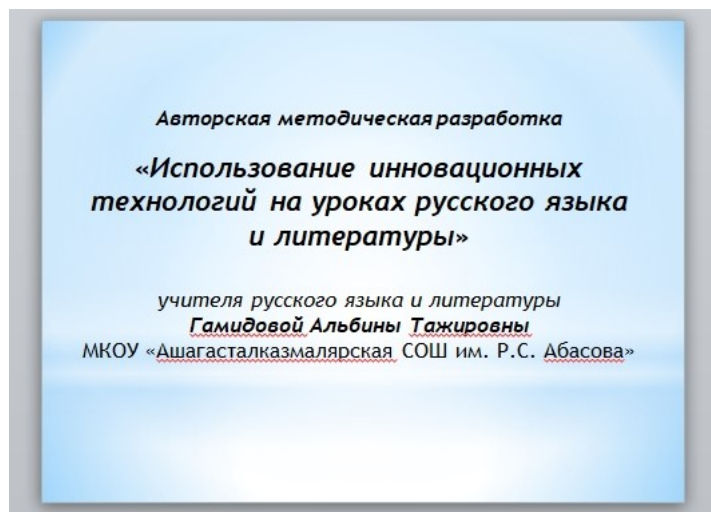 Авторская методическая разработка
«Использование инновационных
технологий на уроках русского языка
и литературы»
учителя русского языка и литературы
Гамидовой Альбины Тажировны
МКОУ «Ашагасталказмалярская СОШ им. Р.С. Абасова»